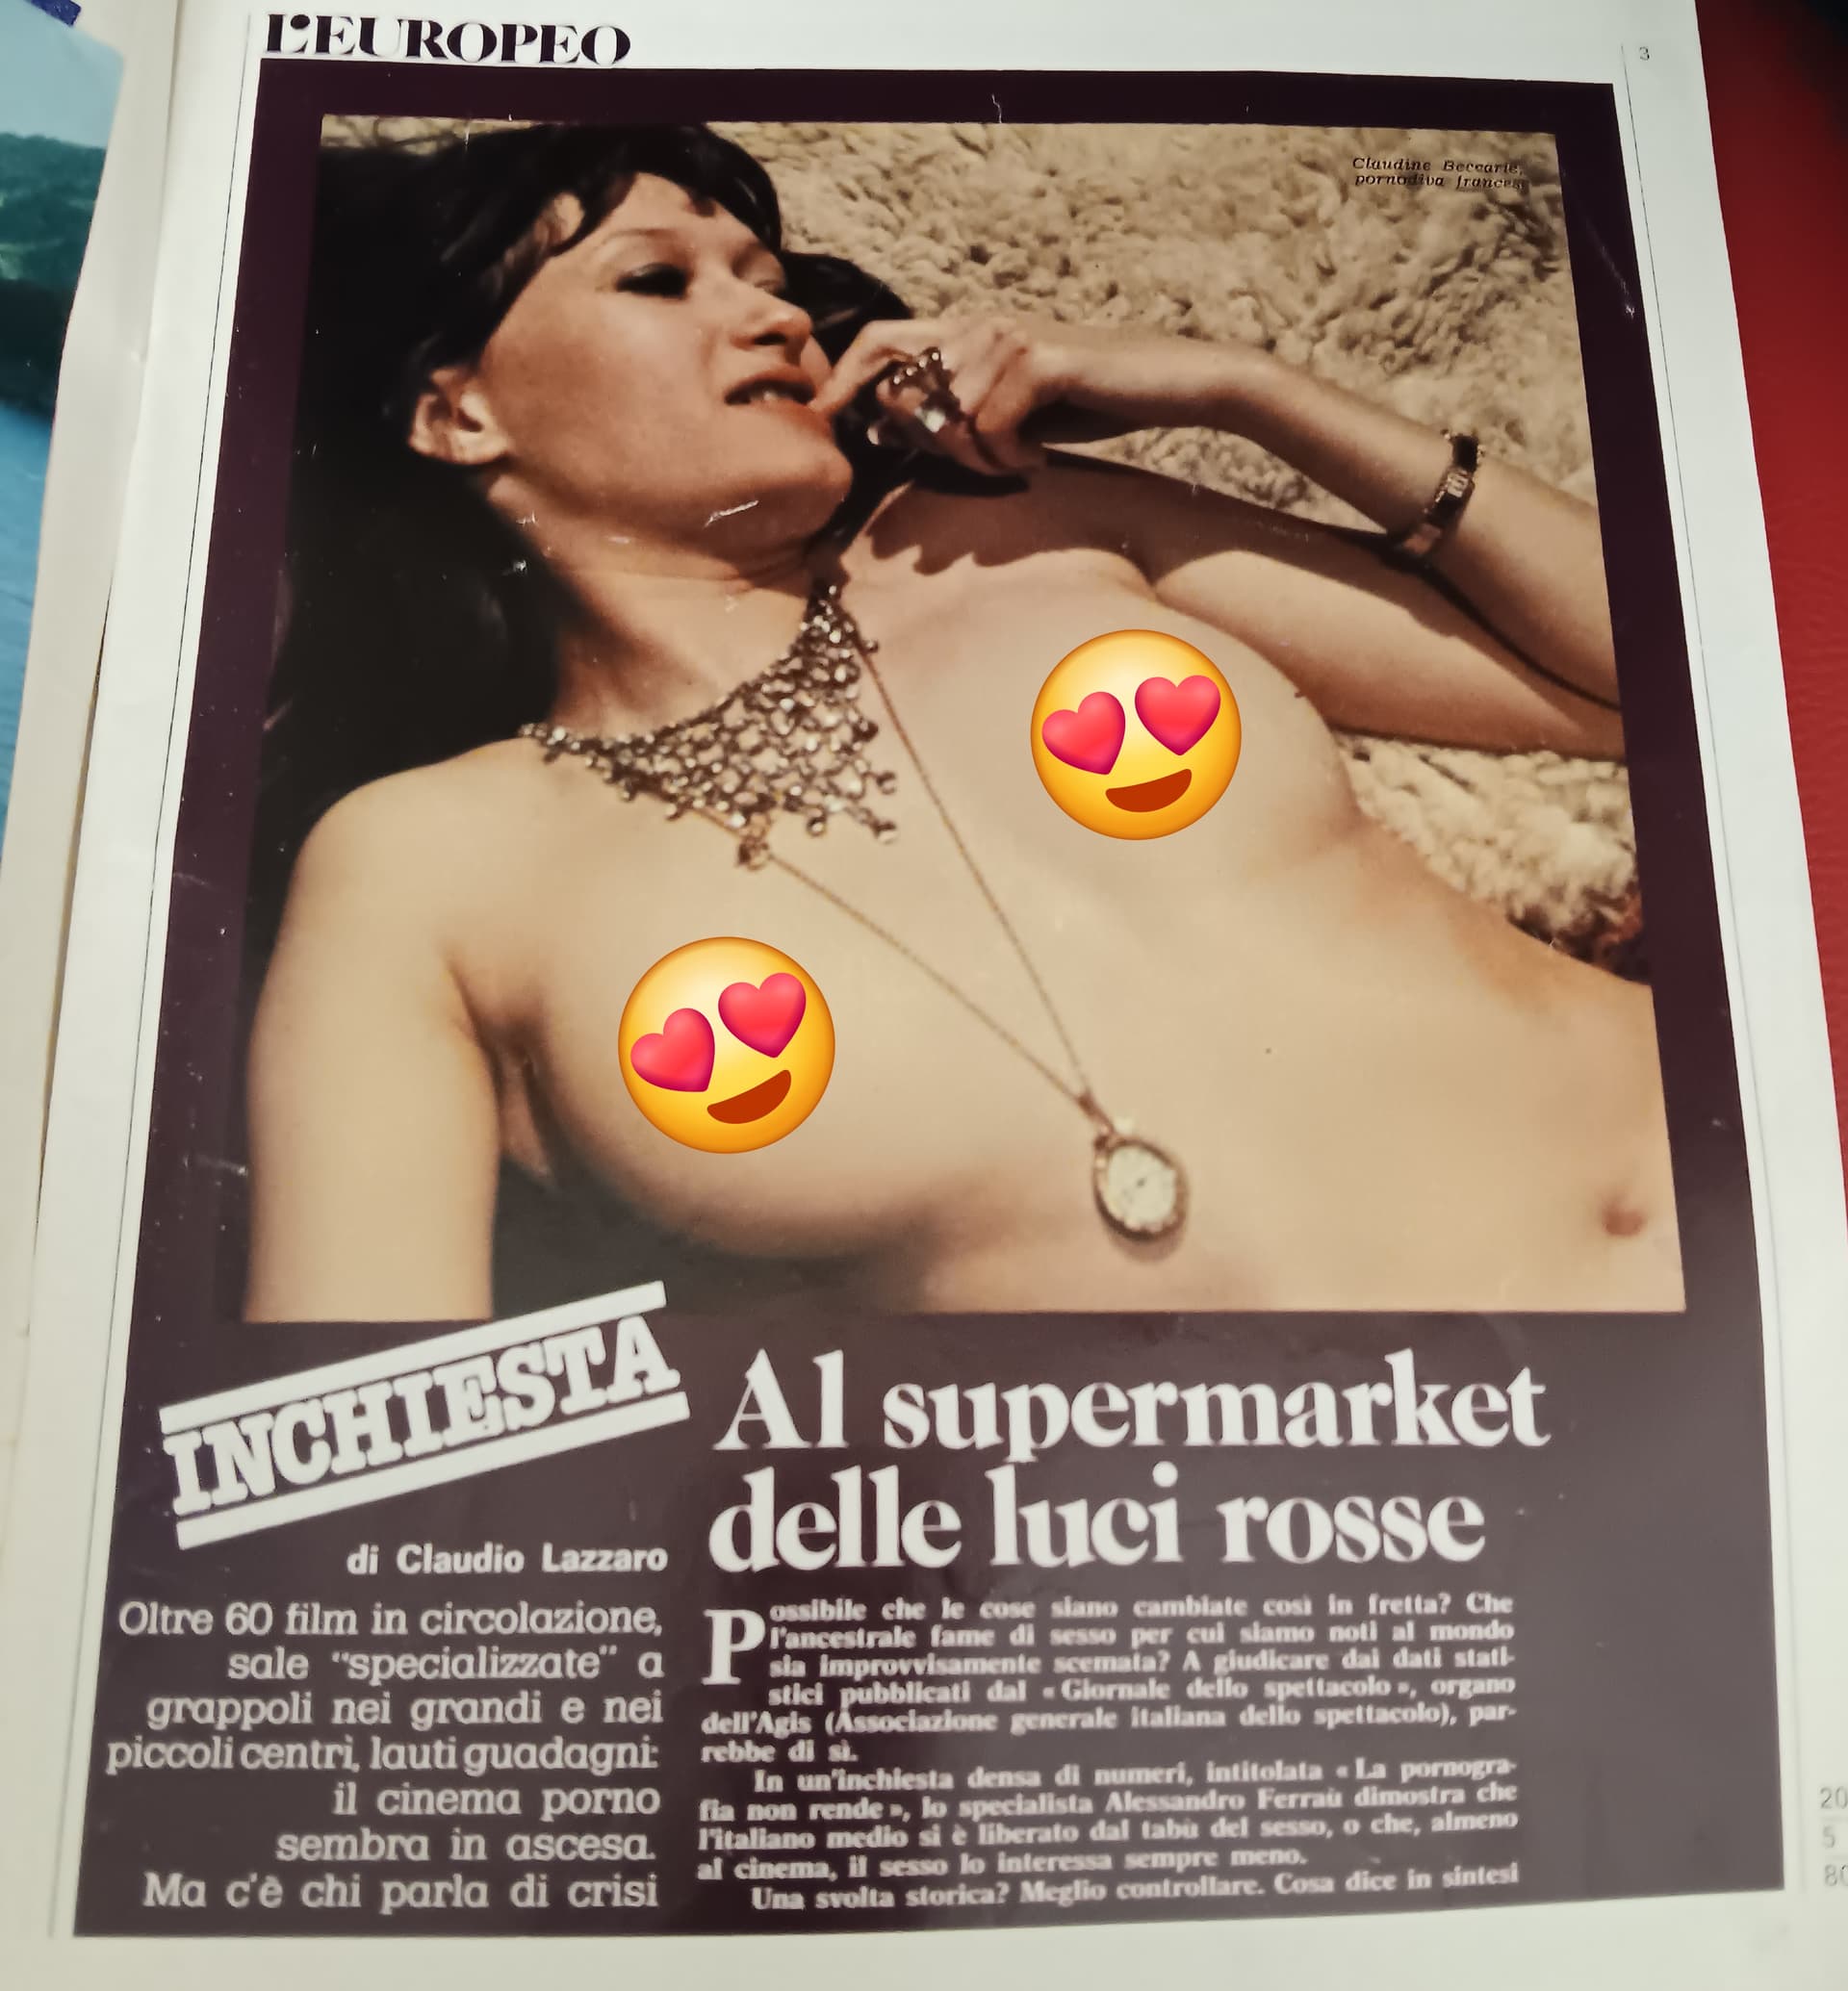 L'EUROPEO
3
Claudine Beccarie,
pornodiva francese
INCHIESTA
di Claudio Lazzaro
Oltre 60 film in circolazione,
sale "specializzate" a
grappoli nei grandi e nei
piccoli centri, lauti guadagni:
il cinema porno
sembra in ascesa.
Ma c'è chi parla di crisi
Al supermarket
delle luci rosse
Possibile che le cose siano cambiate così in fretta? Che
l'ancestrale fame di sesso per cui siamo noti al mondo
sia improvvisamente scemata? A giudicare dai dati stati-
stici pubblicati dal «Giornale dello spettacolo», organo
dell'Agis (Associazione generale italiana dello spettacolo), par-
rebbe di sì.
In un'inchiesta densa di numeri, intitolata «La pornogra-
fia non rende», lo specialista Alessandro Ferraù dimostra che
l'italiano medio si è liberato dal tabù del sesso, o che, almeno
al cinema, il sesso lo interessa sempre meno.
Una svolta storica? Meglio controllare. Cosa dice in sintesi
20
5
80